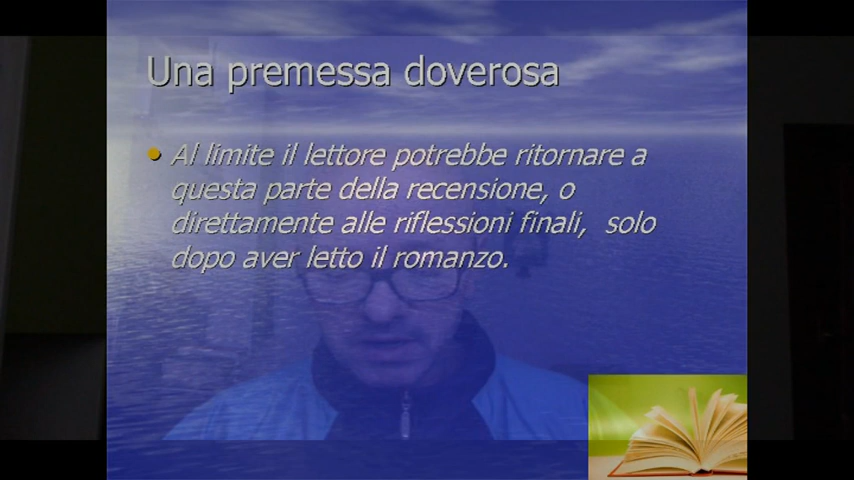 Una premessa doverosa
Al limite il lettore potrebbe ritornare a
questa parte della recensione, o
direttamente alle riflessioni finali, solo
dopo aver letto il romanzo.